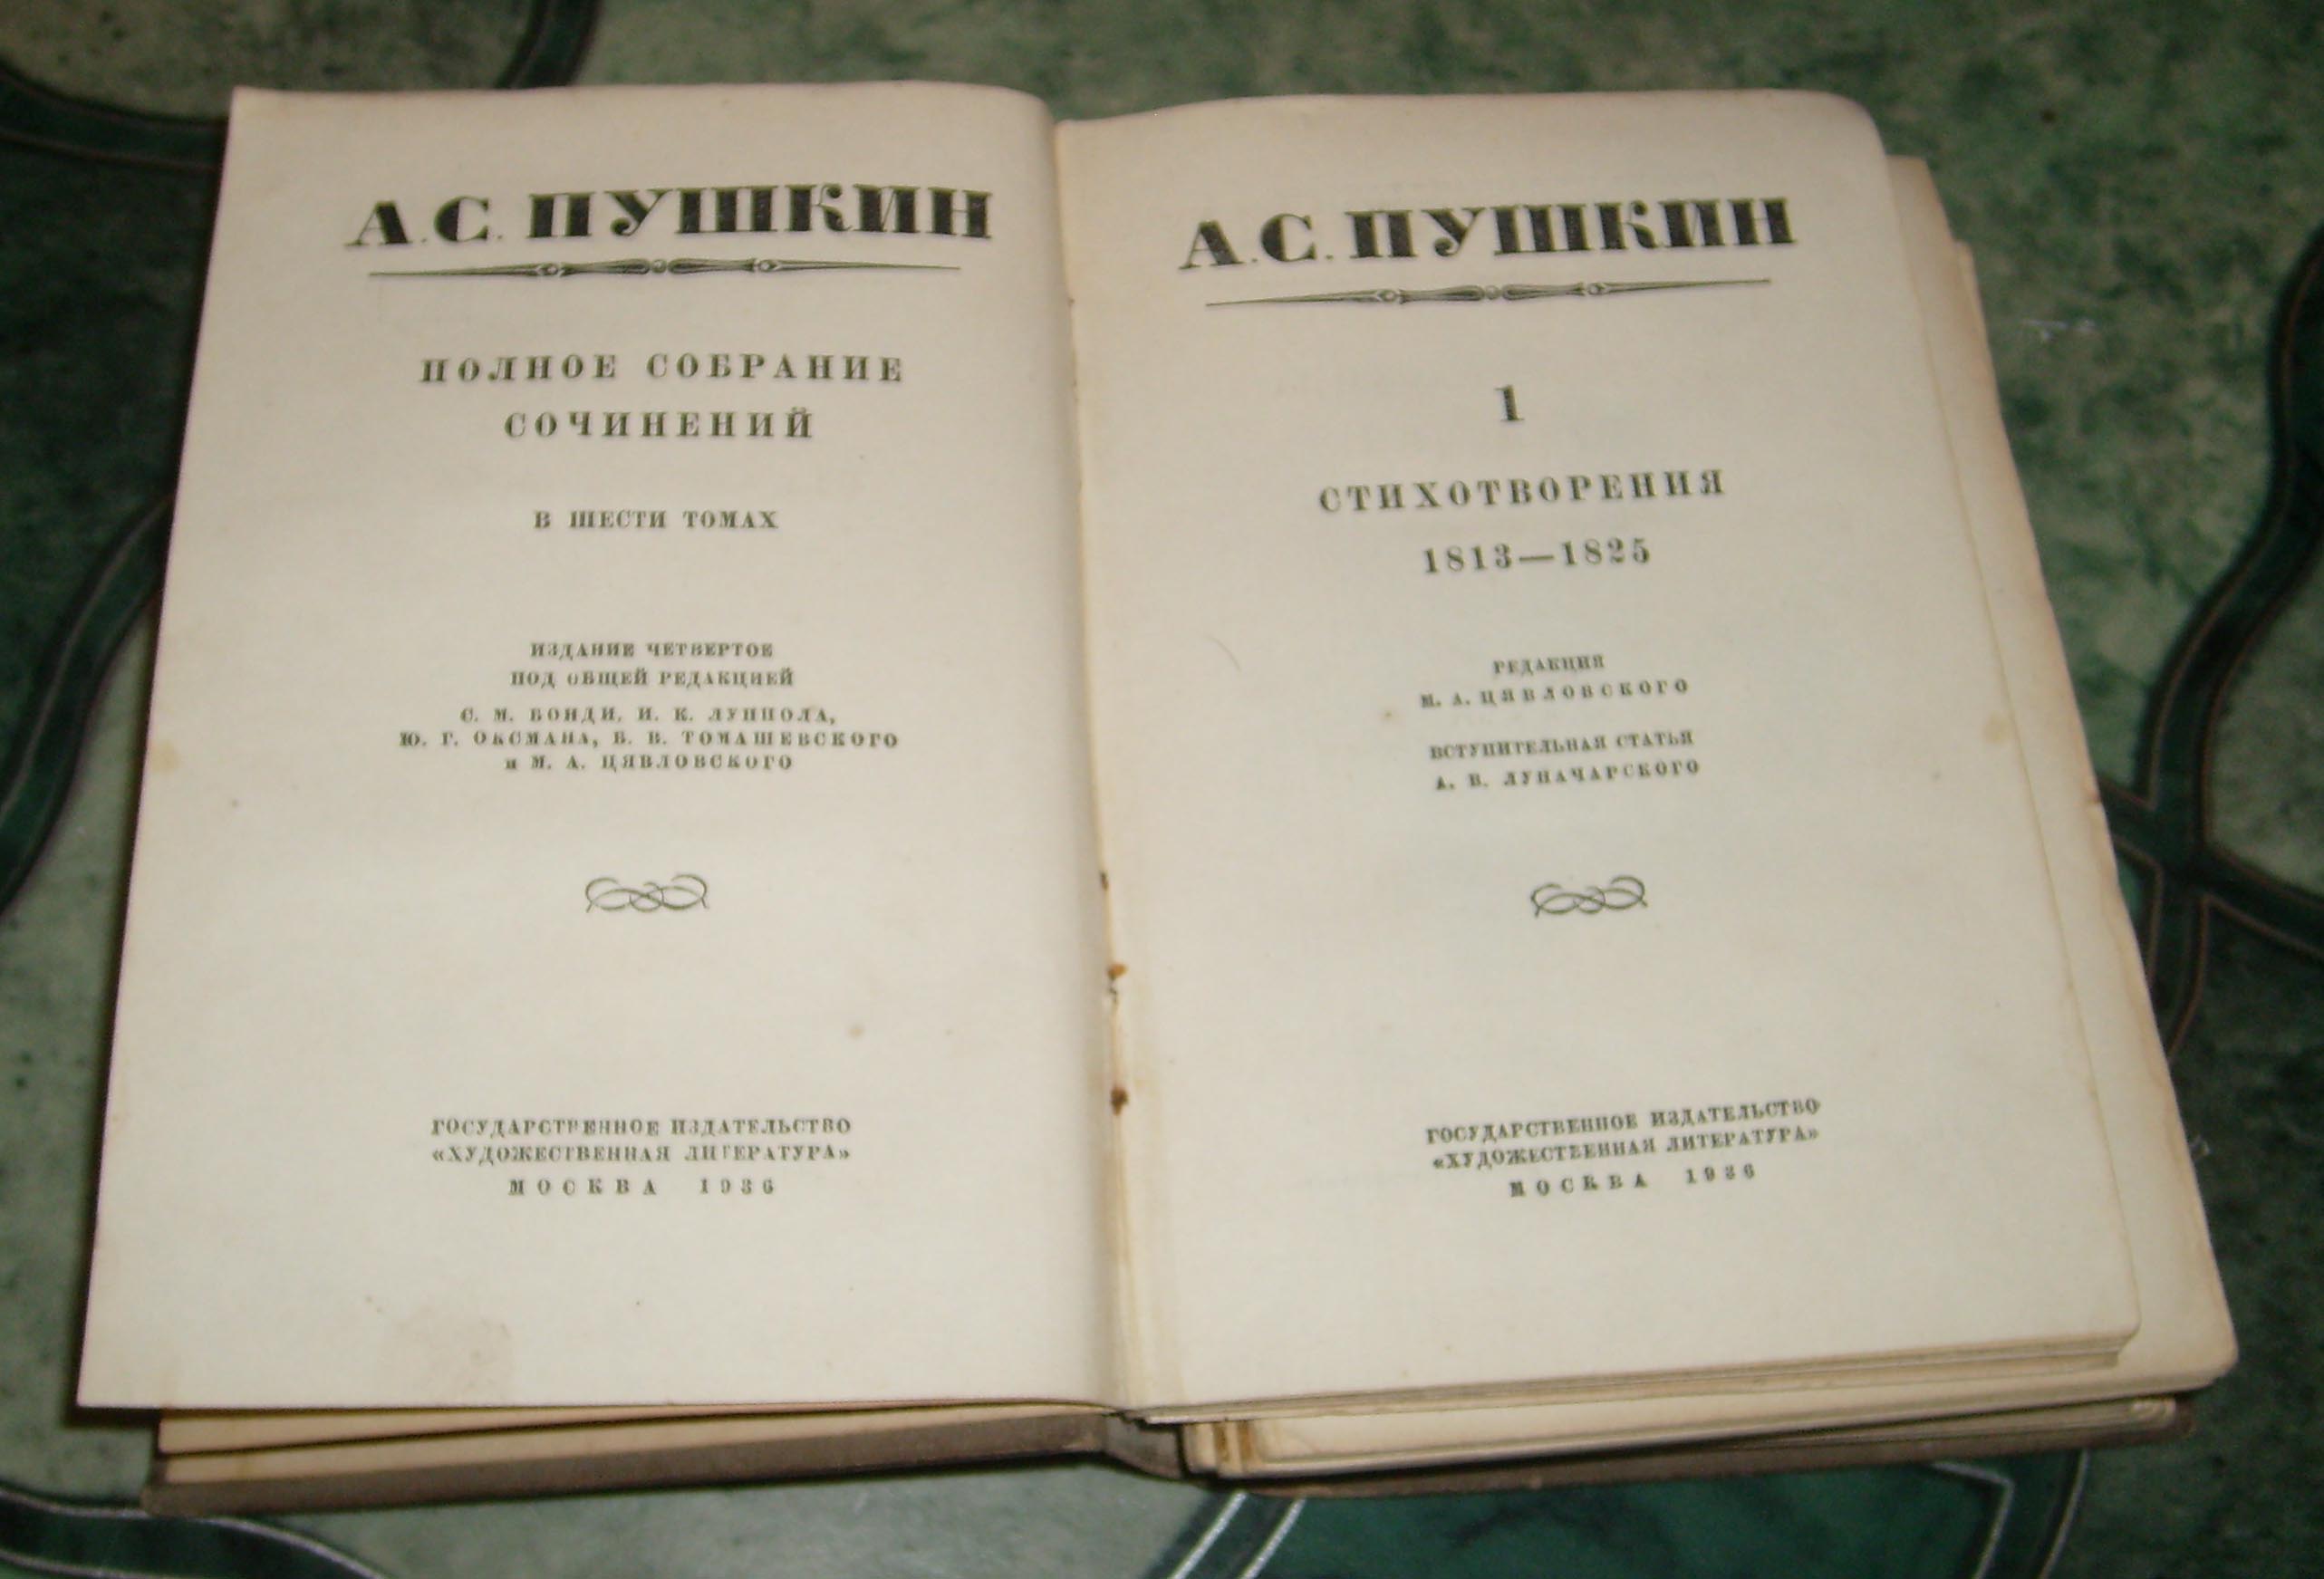 А.С. ПУШКИН
ПОЛНОЕ СОБРАНИЕ
СОЧИНЕНИЙ
В ШЕСТИ ТОМАХ
ИЗДАНИЕ ЧЕТВЕРТОЕ
ПОД ОБЩЕЙ РЕДАКЦИЕЙ
С. М. БОНДИ, И. К. ЛУППОЛА,
Ю. Г. ОКСМАНА, Б. В. ТОМАШЕВСКОГО
и М. А. ЦЯВЛОВСКОГО
ГОСУДАРСТВЕННОЕ ИЗДАТЕЛЬСТВО
«ХУДОЖЕСТВЕННАЯ ЛИТЕРАТУРА»
МОСКВА 1936
А.С. ПУШКИН
1
СТИХОТВОРЕНИЯ
1813—1825
РЕДАКЦИЯ
М. А. ЦЯВЛОВСКОГО
ВСТУПИТЕЛЬНАЯ СТАТЬЯ
А. В. ЛУНАЧАРСКОГО
ГОСУДАРСТВЕННОЕ ИЗДАТЕЛЬСТВО
«ХУДОЖЕСТВЕННАЯ ЛИТЕРАТУРА»
МОСКВА 1936